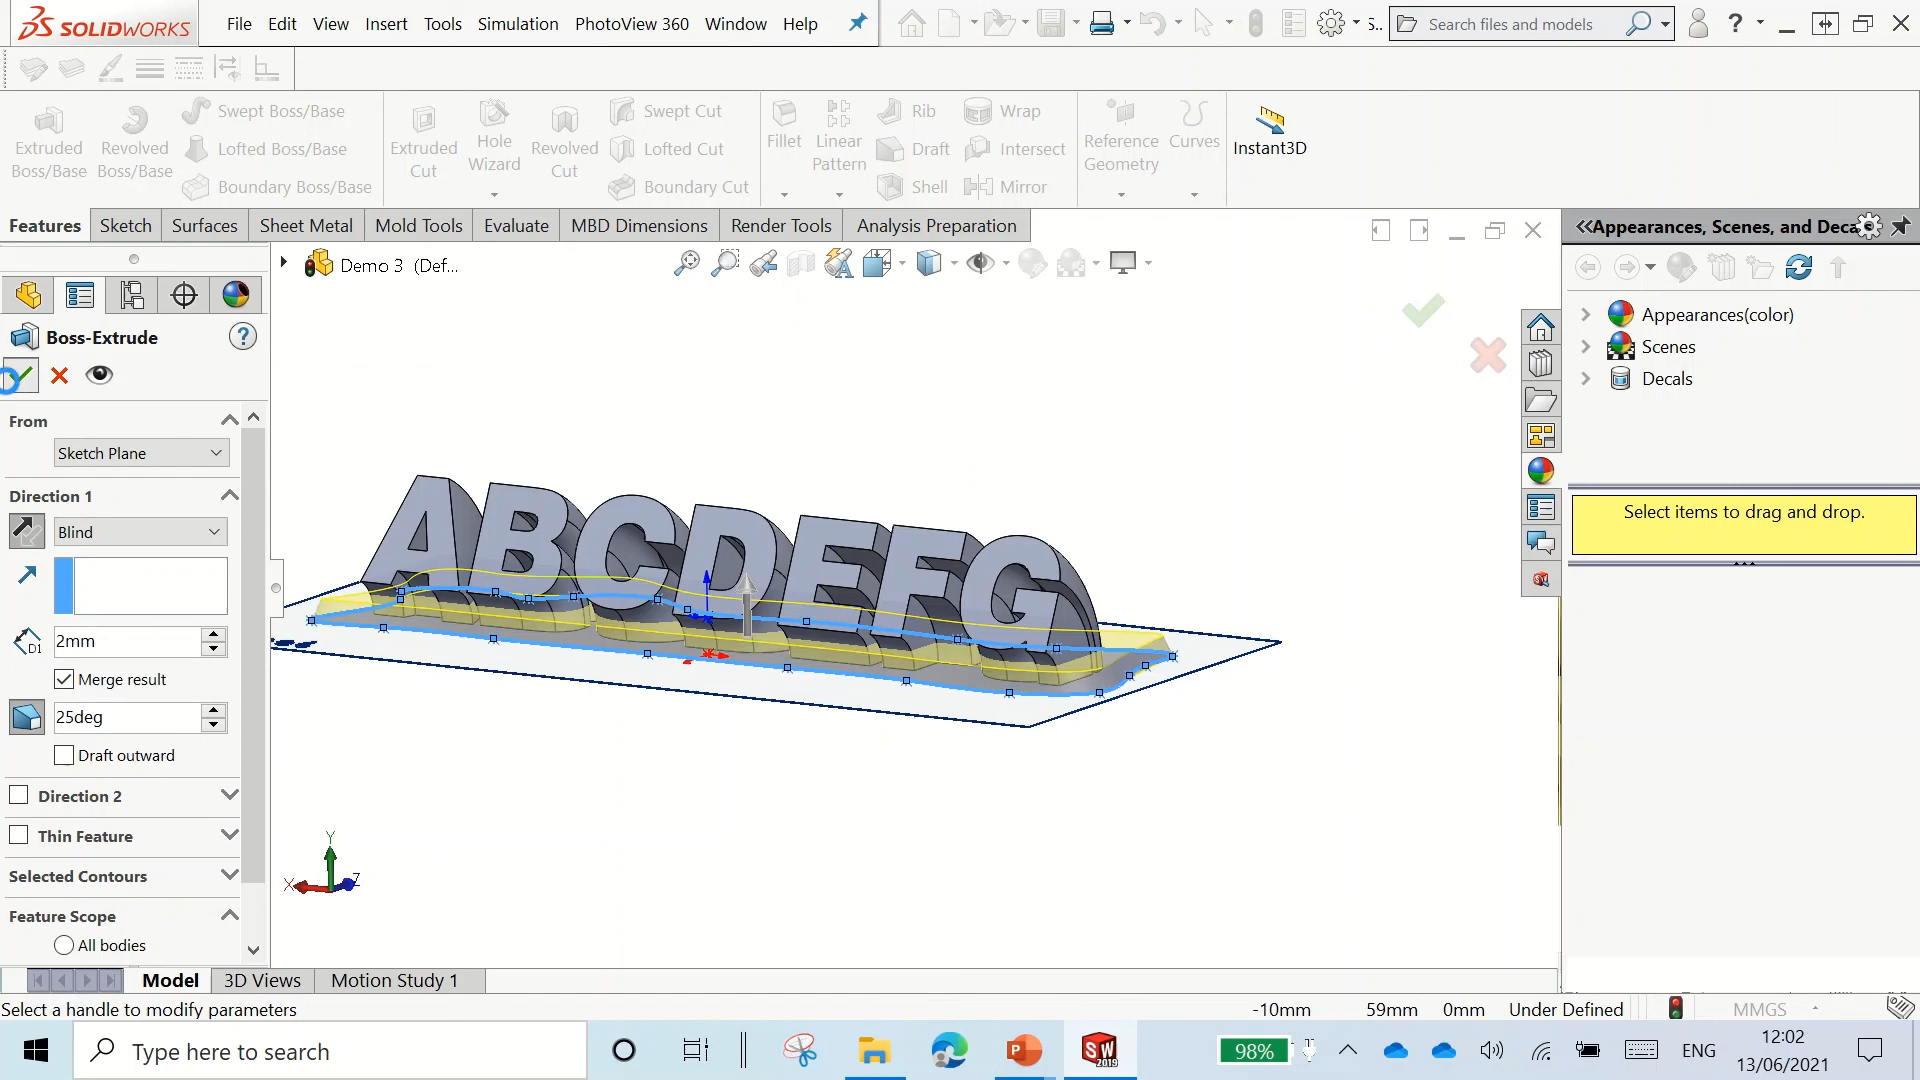 SOLIDWORKS File Edit View Insert Tools Simulation PhotoView 360 Window Help S.. Search files and models ?
Extruded Boss/Base
Revolved Boss/Base
Swept Boss/Base
Lofted Boss/Base
Boundary Boss/Base
Extruded Cut
Hole Wizard
Revolved Cut
Swept Cut
Lofted Cut
Boundary Cut
Fillet
Linear Pattern
Rib
Draft
Shell
Wrap
Intersect
Mirror
Reference Geometry
Curves
Instant3D
Features Sketch Surfaces Sheet Metal Mold Tools Evaluate MBD Dimensions Render Tools Analysis Preparation
Demo 3 (Def...
Boss-Extrude ?
From
Sketch Plane
Direction 1
Blind
D1 2mm
Merge result
25deg
Draft outward
Direction 2
Thin Feature
Selected Contours
Feature Scope
All bodies
ABCDEFG
Y
X Z
Appearances, Scenes, and Deca
Appearances(color)
Scenes
Decals
Select items to drag and drop.
Model 3D Views Motion Study 1
Select a handle to modify parameters -10mm 59mm 0mm Under Defined MMGS
Type here to search
P
SW 2019
98%
ENG
12:02
13/06/2021